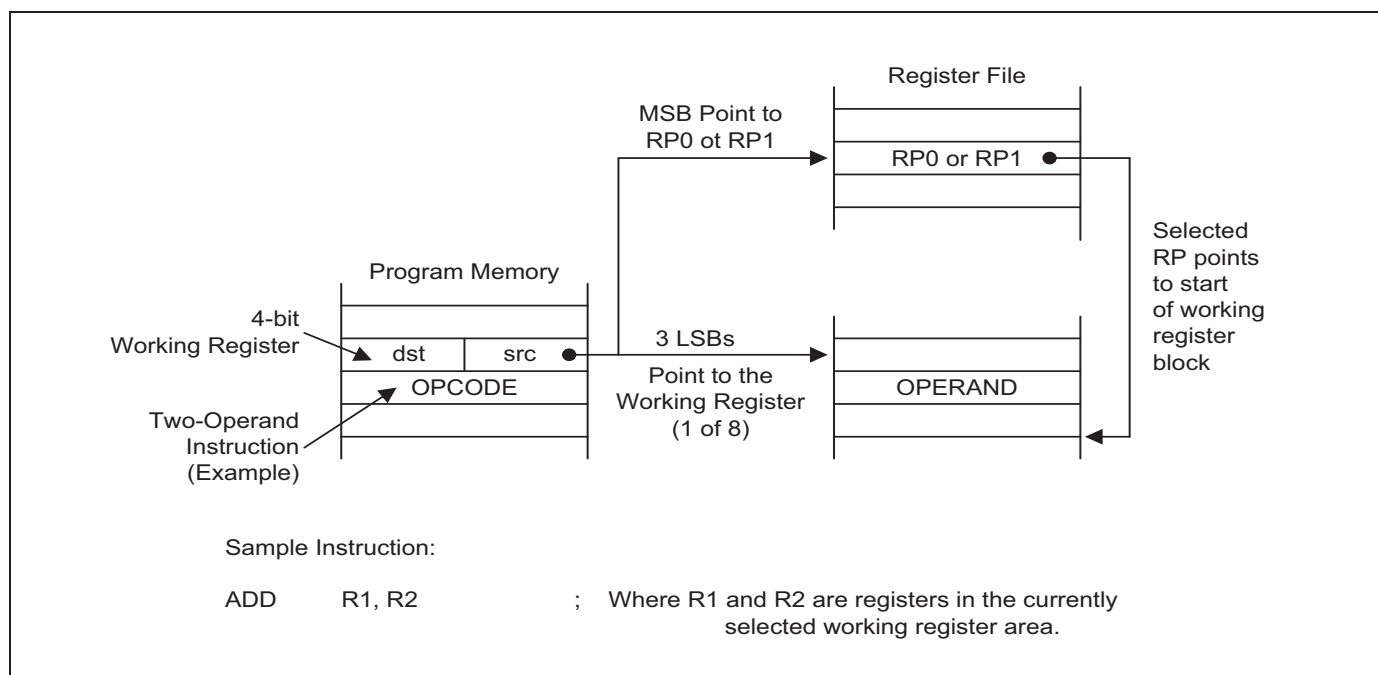 Register File
MSB Point to
RP0 ot RP1
RP0 or RP1
Selected
RP points
to start
of working
register
block
Program Memory
4-bit
Working Register
dst
src
3 LSBs
OPCODE
Point to the
Working Register
(1 of 8)
OPERAND
Two-Operand
Instruction
(Example)
Sample Instruction:
ADD R1, R2 ; Where R1 and R2 are registers in the currently
selected working register area.